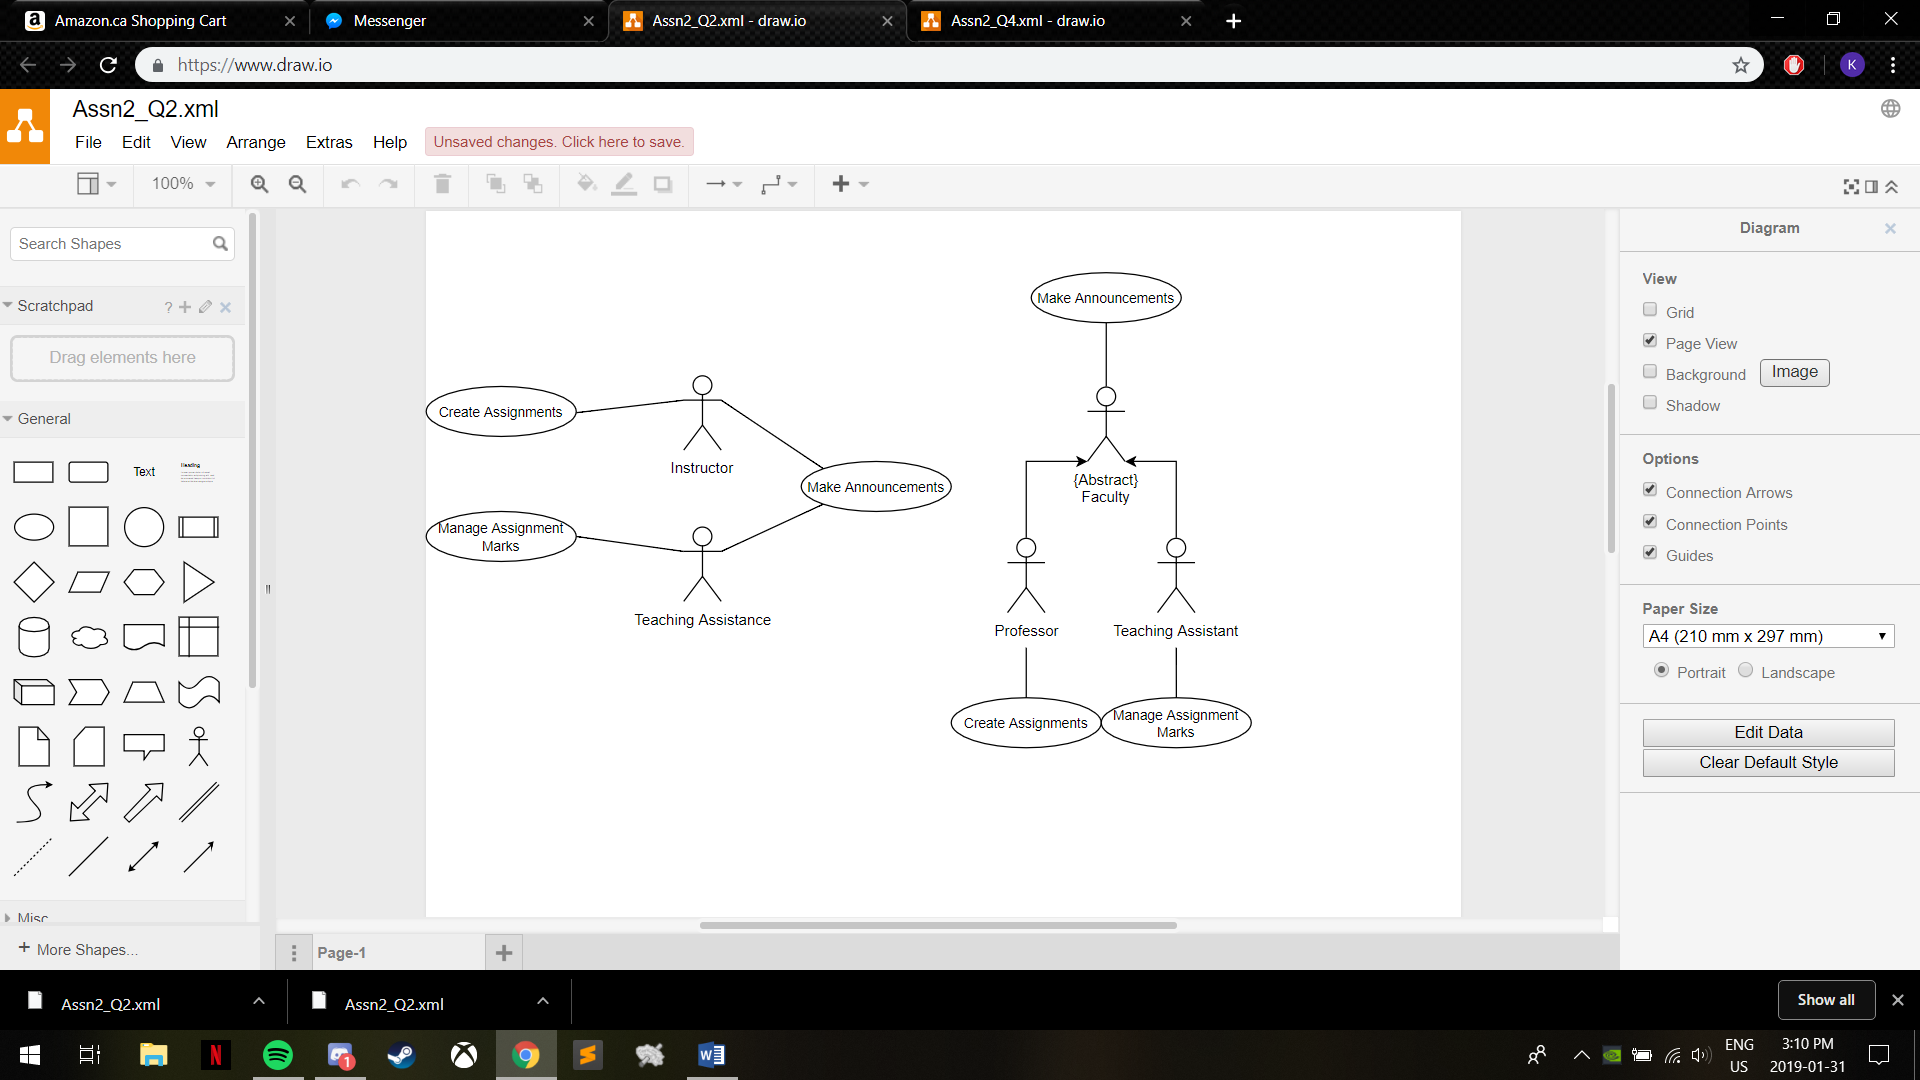 Amazon.ca Shopping Cart
Messenger
Assn2_Q2.xml - draw.io
Assn2_Q4.xml - draw.io
https://www.draw.io
K
Assn2_Q2.xml
File Edit View Arrange Extras Help
Unsaved changes. Click here to save.
100%
Search Shapes
Scratchpad
?
Drag elements here
General
Text
Heading
Misc
More Shapes...
Make Announcements
Create Assignments
Instructor
Make Announcements
{Abstract}
Faculty
Manage Assignment
Marks
Teaching Assistance
Professor
Teaching Assistant
Create Assignments
Manage Assignment
Marks
Diagram
View
Grid
Page View
Background
Image
Shadow
Options
Connection Arrows
Connection Points
Guides
Paper Size
A4 (210 mm x 297 mm)
Portrait
Landscape
Edit Data
Clear Default Style
Page-1
Assn2_Q2.xml
Assn2_Q2.xml
Show all
1
ENG
US
3:10 PM
2019-01-31